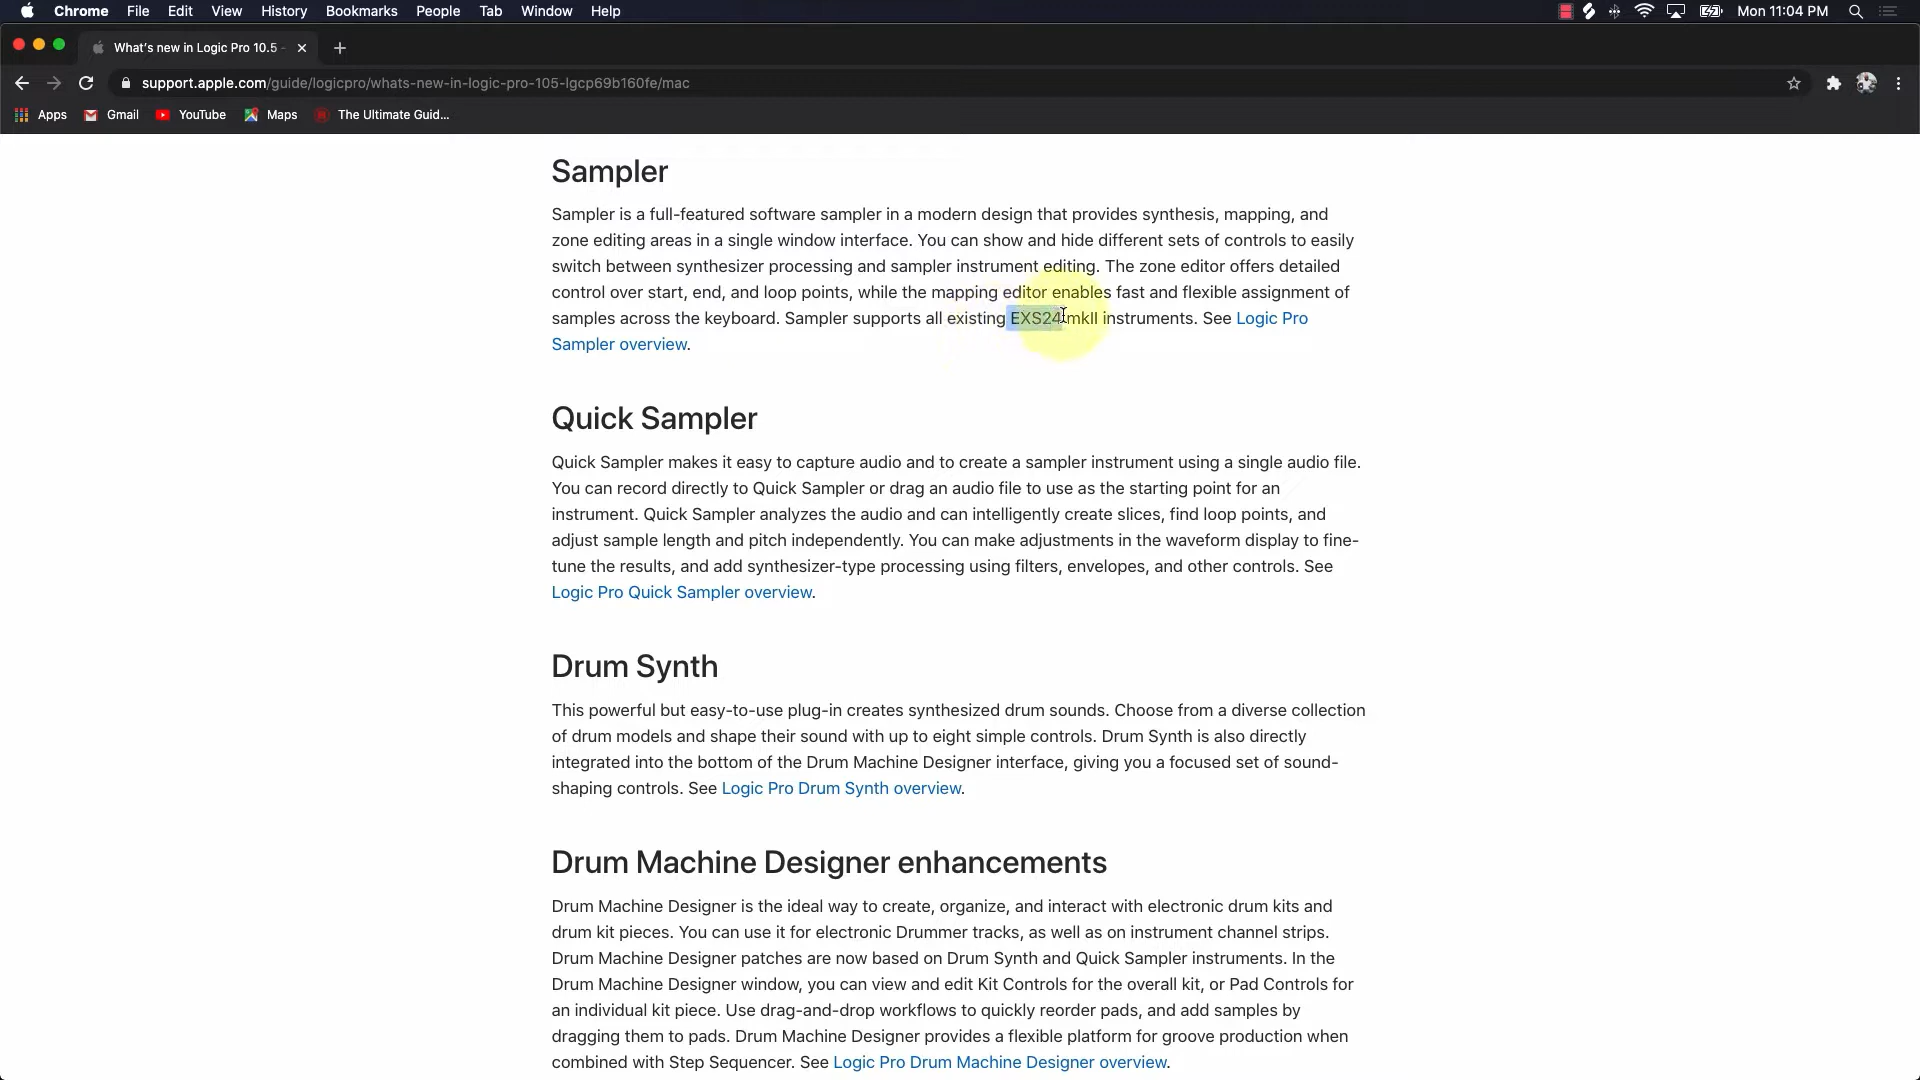 Chrome File Edit View History Bookmarks People Tab Window Help Mon 11:04 PM
What's new in Logic Pro 10.5 -
support.apple.com/guide/logicpro/whats-new-in-logic-pro-105-lgcp69b160fe/mac
Apps Gmail YouTube Maps The Ultimate Guid...
Sampler
Sampler is a full-featured software sampler in a modern design that provides synthesis, mapping, and
zone editing areas in a single window interface. You can show and hide different sets of controls to easily
switch between synthesizer processing and sampler instrument editing. The zone editor offers detailed
control over start, end, and loop points, while the mapping editor enables fast and flexible assignment of
samples across the keyboard. Sampler supports all existing EXS24 mkII instruments. See Logic Pro
Sampler overview.
Quick Sampler
Quick Sampler makes it easy to capture audio and to create a sampler instrument using a single audio file.
You can record directly to Quick Sampler or drag an audio file to use as the starting point for an
instrument. Quick Sampler analyzes the audio and can intelligently create slices, find loop points, and
adjust sample length and pitch independently. You can make adjustments in the waveform display to fine-
tune the results, and add synthesizer-type processing using filters, envelopes, and other controls. See
Logic Pro Quick Sampler overview.
Drum Synth
This powerful but easy-to-use plug-in creates synthesized drum sounds. Choose from a diverse collection
of drum models and shape their sound with up to eight simple controls. Drum Synth is also directly
integrated into the bottom of the Drum Machine Designer interface, giving you a focused set of sound-
shaping controls. See Logic Pro Drum Synth overview.
Drum Machine Designer enhancements
Drum Machine Designer is the ideal way to create, organize, and interact with electronic drum kits and
drum kit pieces. You can use it for electronic Drummer tracks, as well as on instrument channel strips.
Drum Machine Designer patches are now based on Drum Synth and Quick Sampler instruments. In the
Drum Machine Designer window, you can view and edit Kit Controls for the overall kit, or Pad Controls for
an individual kit piece. Use drag-and-drop workflows to quickly reorder pads, and add samples by
dragging them to pads. Drum Machine Designer provides a flexible platform for groove production when
combined with Step Sequencer. See Logic Pro Drum Machine Designer overview.